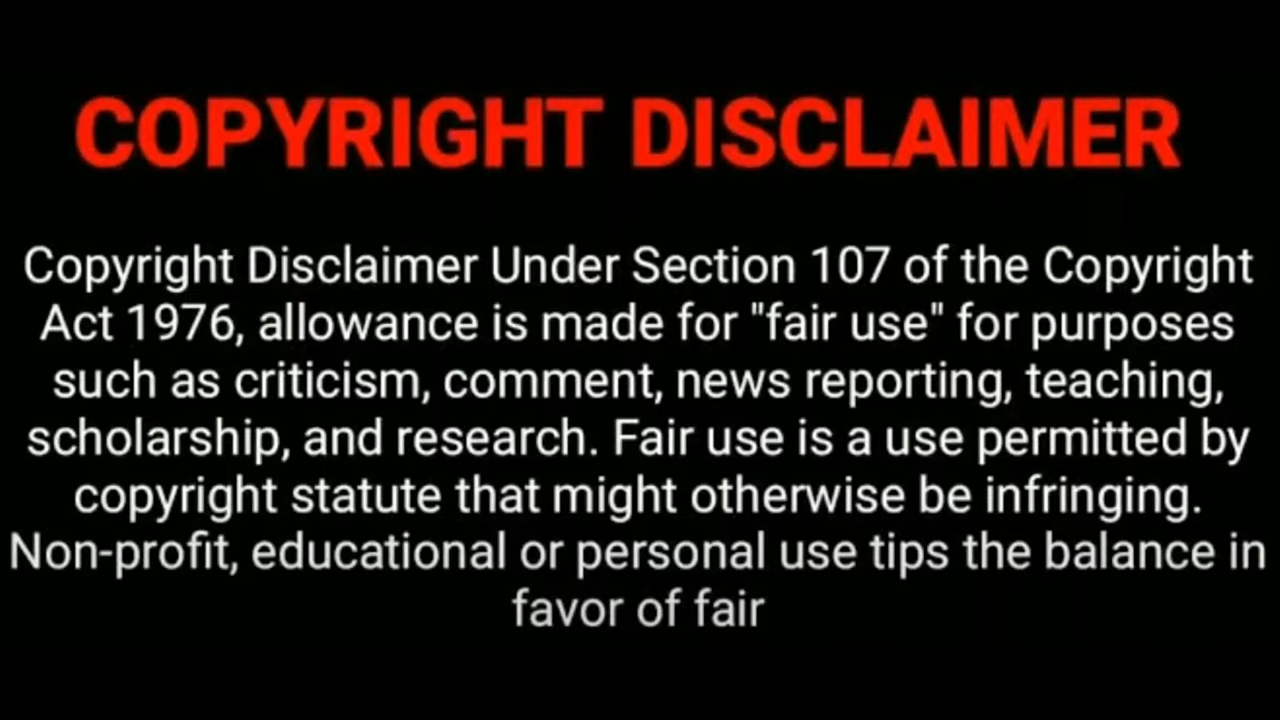 COPYRIGHT DISCLAIMER
Copyright Disclaimer Under Section 107 of the Copyright
Act 1976, allowance is made for "fair use" for purposes
such as criticism, comment, news reporting, teaching,
scholarship, and research. Fair use is a use permitted by
copyright statute that might otherwise be infringing.
Non-profit, educational or personal use tips the balance in
favor of fair